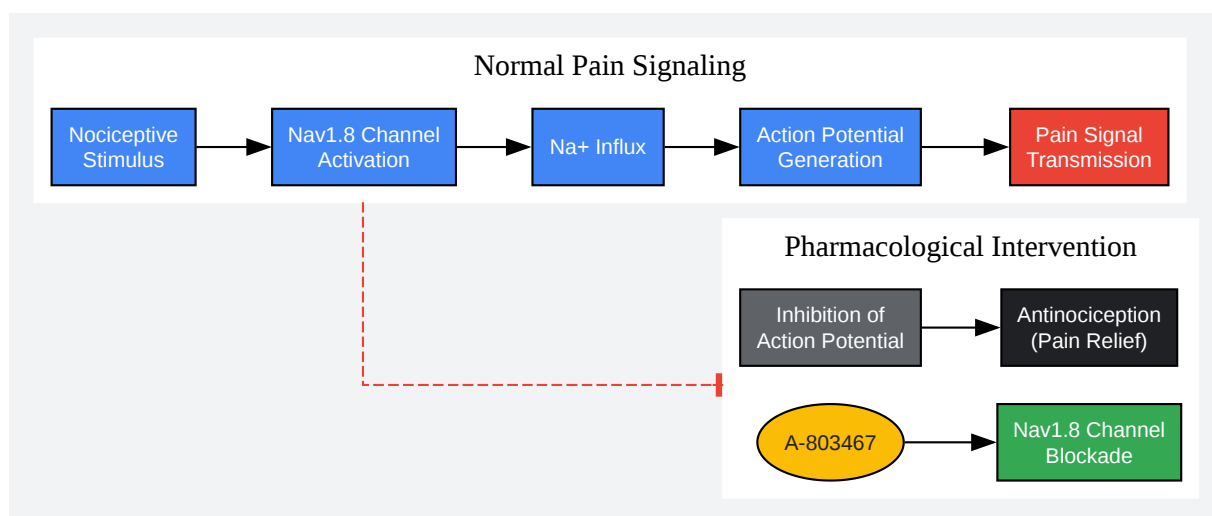 Normal Pain Signaling
Nociceptive
Stimulus
Nav1.8 Channel
Activation
Na+ Influx
Action Potential
Generation
Pain Signal
Transmission
Pharmacological Intervention
Inhibition of
Action Potential
Antinociception
(Pain Relief)
A-803467
Nav1.8 Channel
Blockade